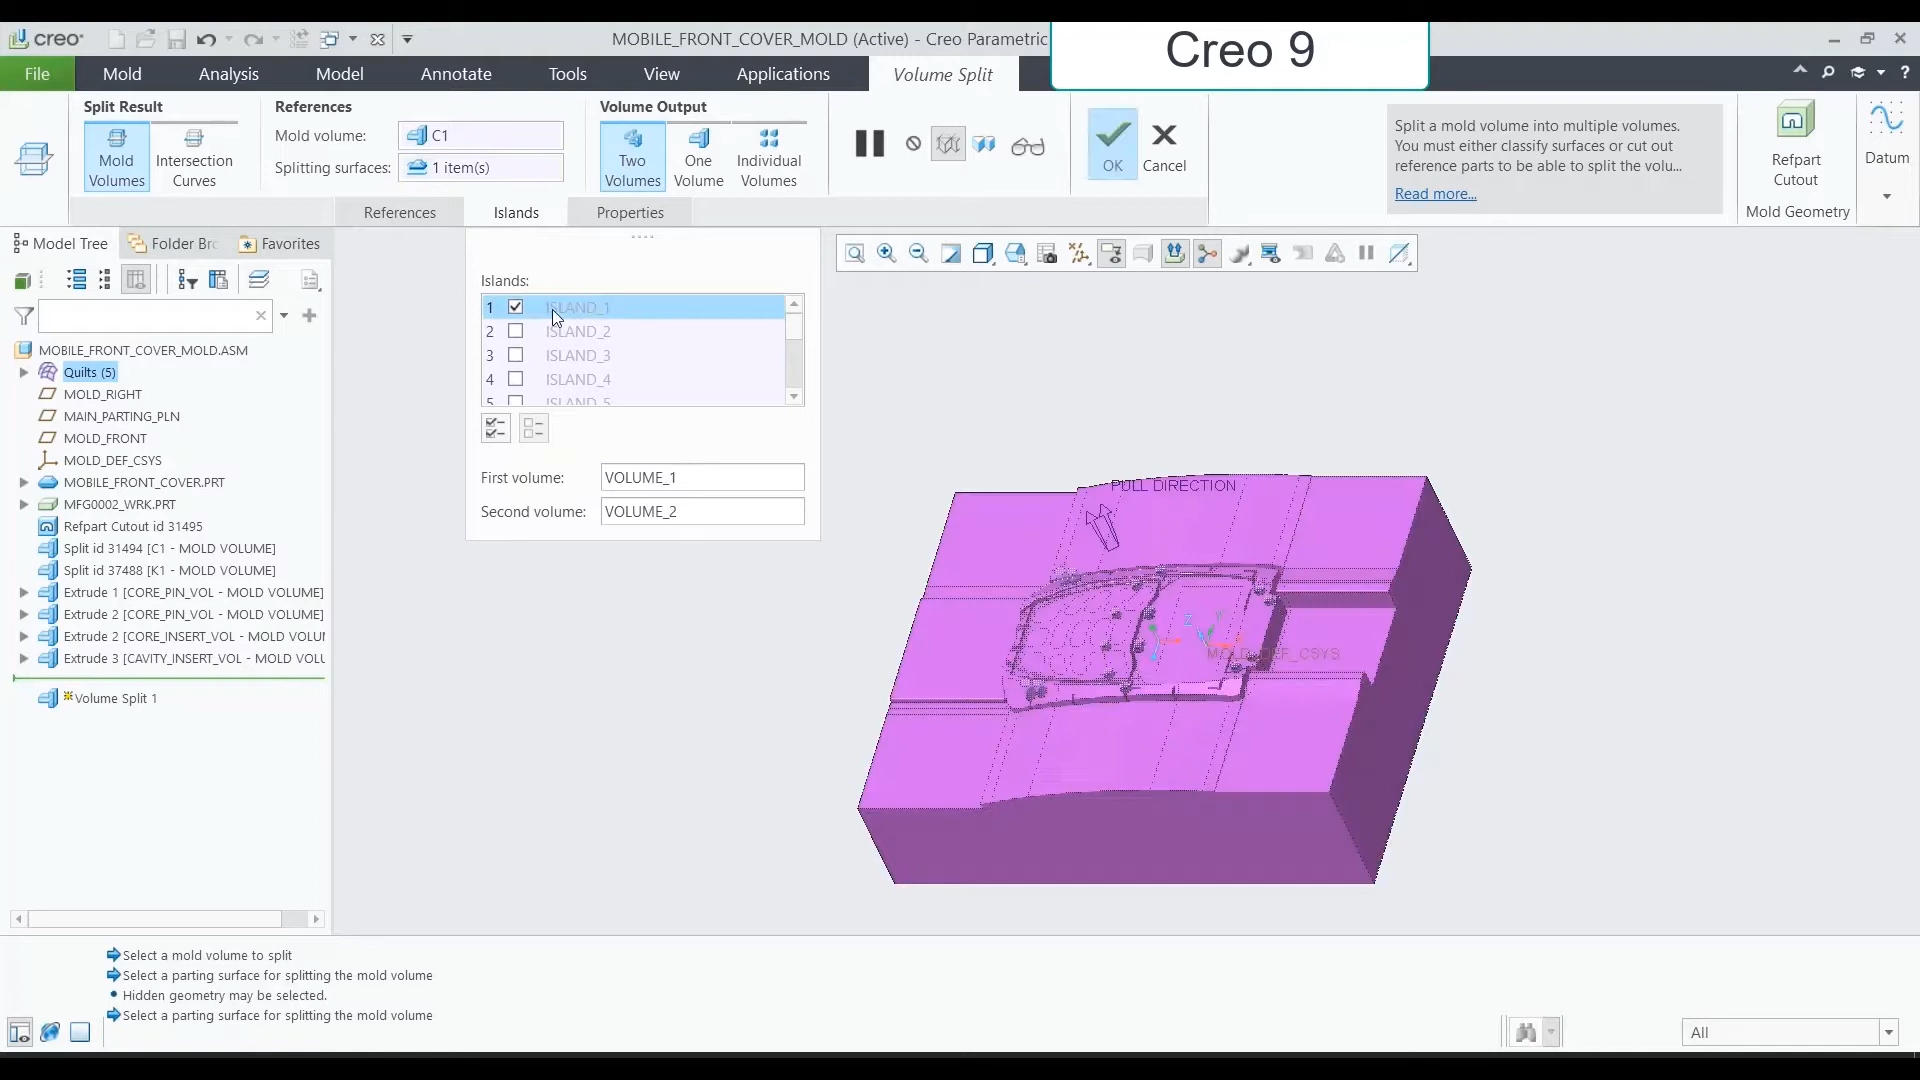 creo
MOBILE_FRONT_COVER_MOLD (Active) - Creo Parametric
Creo 9
File
Mold
Analysis
Model
Annotate
Tools
View
Applications
Volume Split
Split Result
Mold Volumes
Intersection Curves
References
Mold volume:
C1
Splitting surfaces:
1 item(s)
Volume Output
Two Volumes
One Volume
Individual Volumes
OK
Cancel
Split a mold volume into multiple volumes.
You must either classify surfaces or cut out
reference parts to be able to split the volu...
Read more...
Refpart Cutout
Mold Geometry
Datum
References
Islands
Properties
Model Tree
Folder Br
Favorites
MOBILE_FRONT_COVER_MOLD.ASM
Quilts (5)
MOLD_RIGHT
MAIN_PARTING_PLN
MOLD_FRONT
MOLD_DEF_CSYS
MOBILE_FRONT_COVER.PRT
MFG0002_WRK.PRT
Refpart Cutout id 31495
Split id 31494 [C1 - MOLD VOLUME]
Split id 37488 [K1 - MOLD VOLUME]
Extrude 1 [CORE_PIN_VOL - MOLD VOLUME]
Extrude 2 [CORE_PIN_VOL - MOLD VOLUME]
Extrude 2 [CORE_INSERT_VOL - MOLD VOLU
Extrude 3 [CAVITY_INSERT_VOL - MOLD VOLU
Volume Split 1
Islands:
1 ISLAND_1
2 ISLAND_2
3 ISLAND_3
4 ISLAND_4
5 ISLAND_5
First volume: VOLUME_1
Second volume: VOLUME_2
PULL DIRECTION
MOLD_DEF_CSYS
Select a mold volume to split
Select a parting surface for splitting the mold volume
Hidden geometry may be selected.
Select a parting surface for splitting the mold volume
All